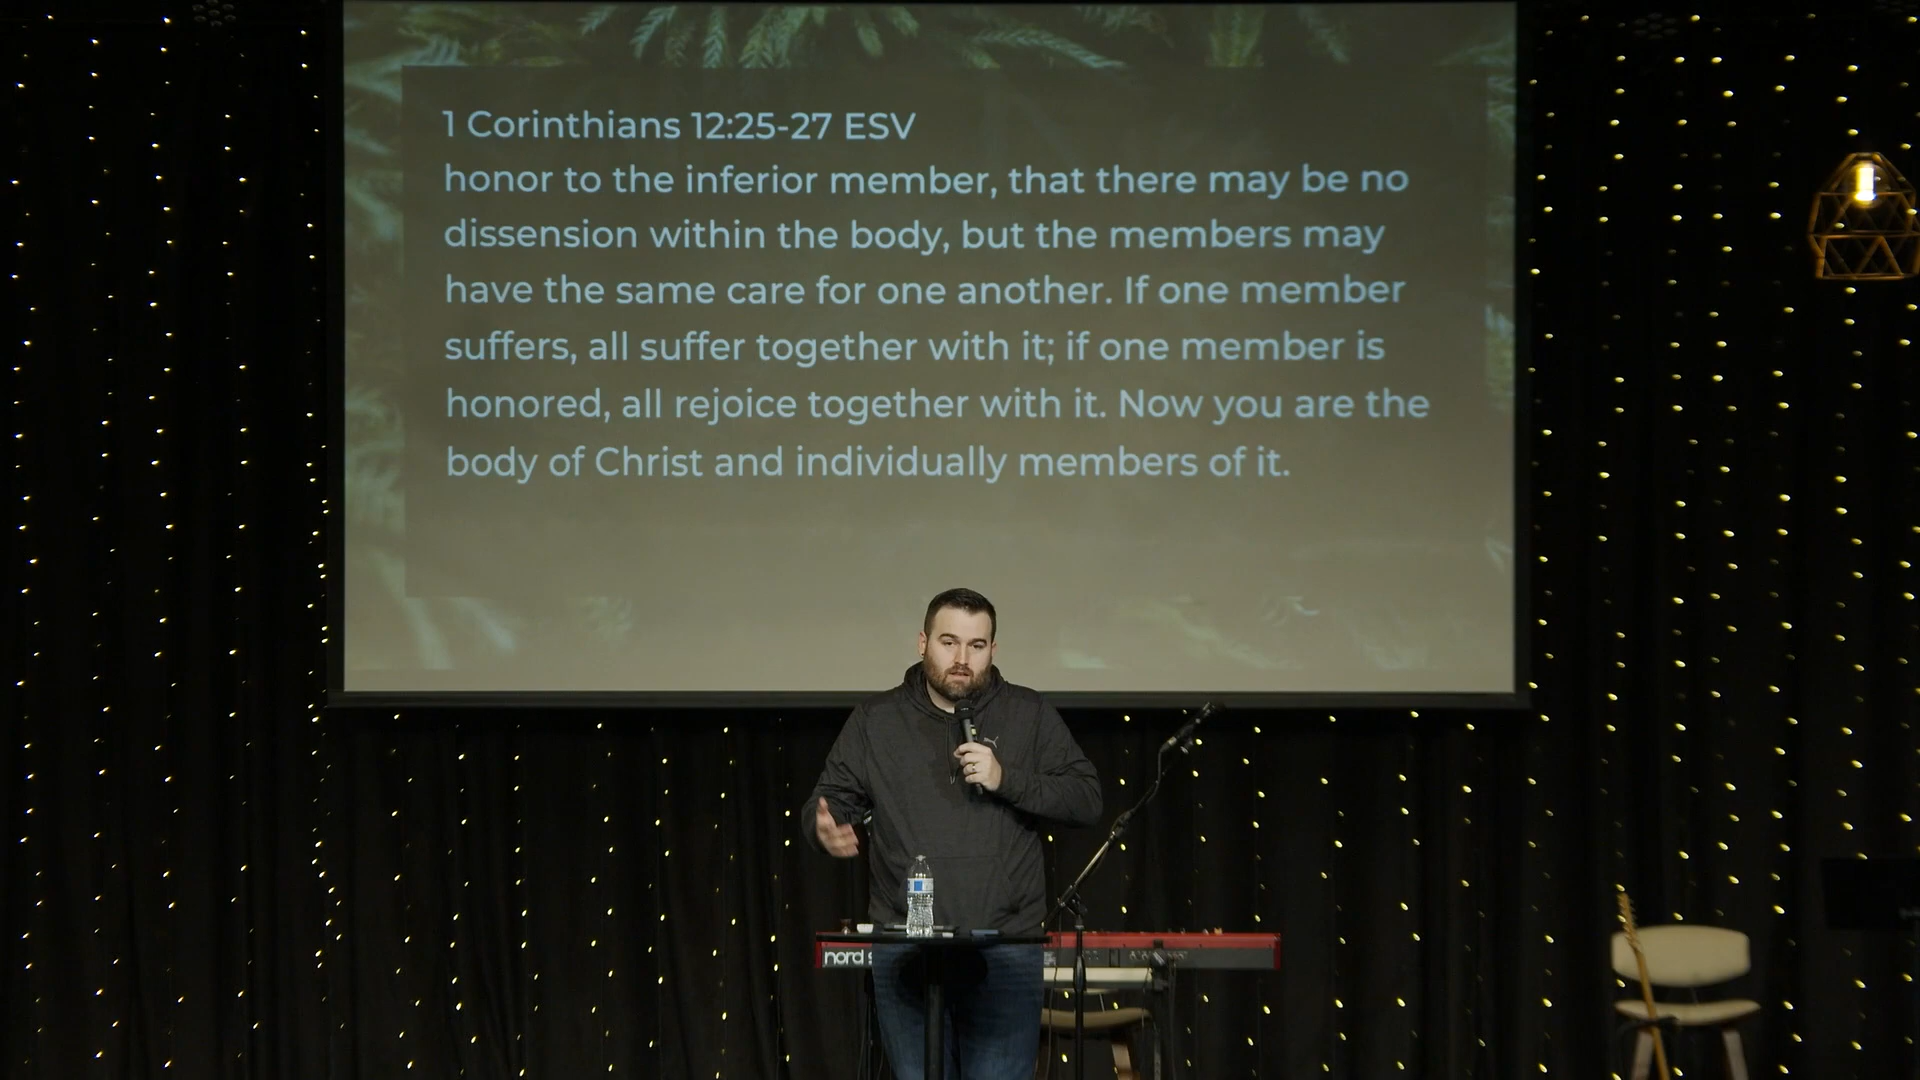 1 Corinthians 12:25-27 ESV
honor to the inferior member, that there may be no
dissension within the body, but the members may
have the same care for one another. If one member
suffers, all suffer together with it; if one member is
honored, all rejoice together with it. Now you are the
body of Christ and individually members of it.
nord s